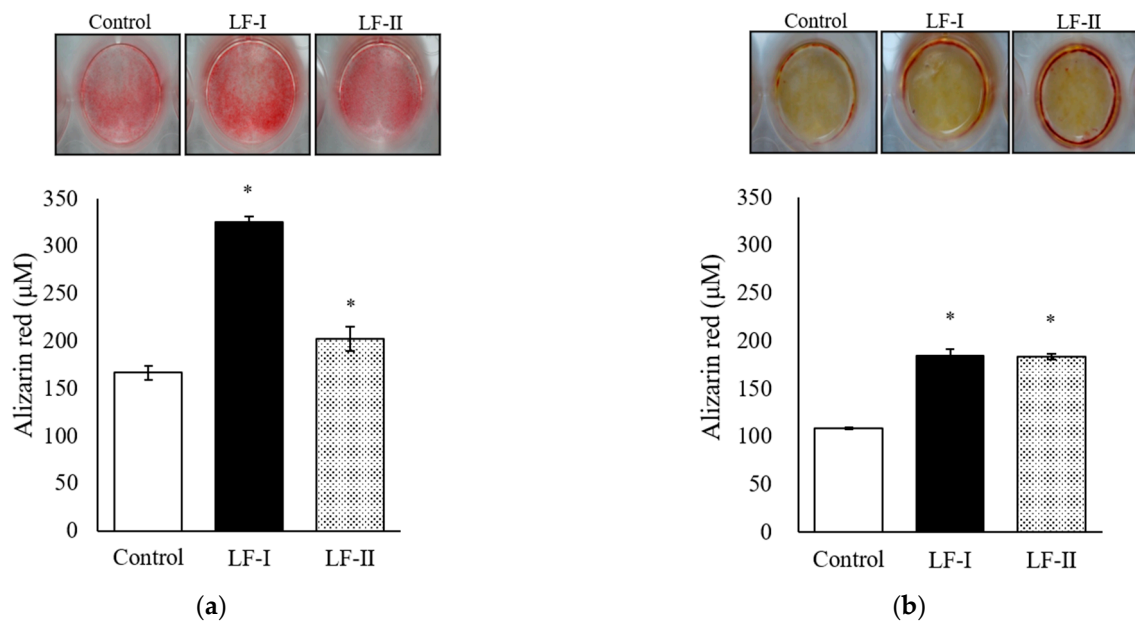 Control LF-I LF-II
*
*
350
300
250
200
150
100
50
0
Alizarin red (μM)
Control LF-I LF-II
(a)
Control LF-I LF-II
*
*
350
300
250
200
150
100
50
0
Alizarin red (μM)
Control LF-I LF-II
(b)